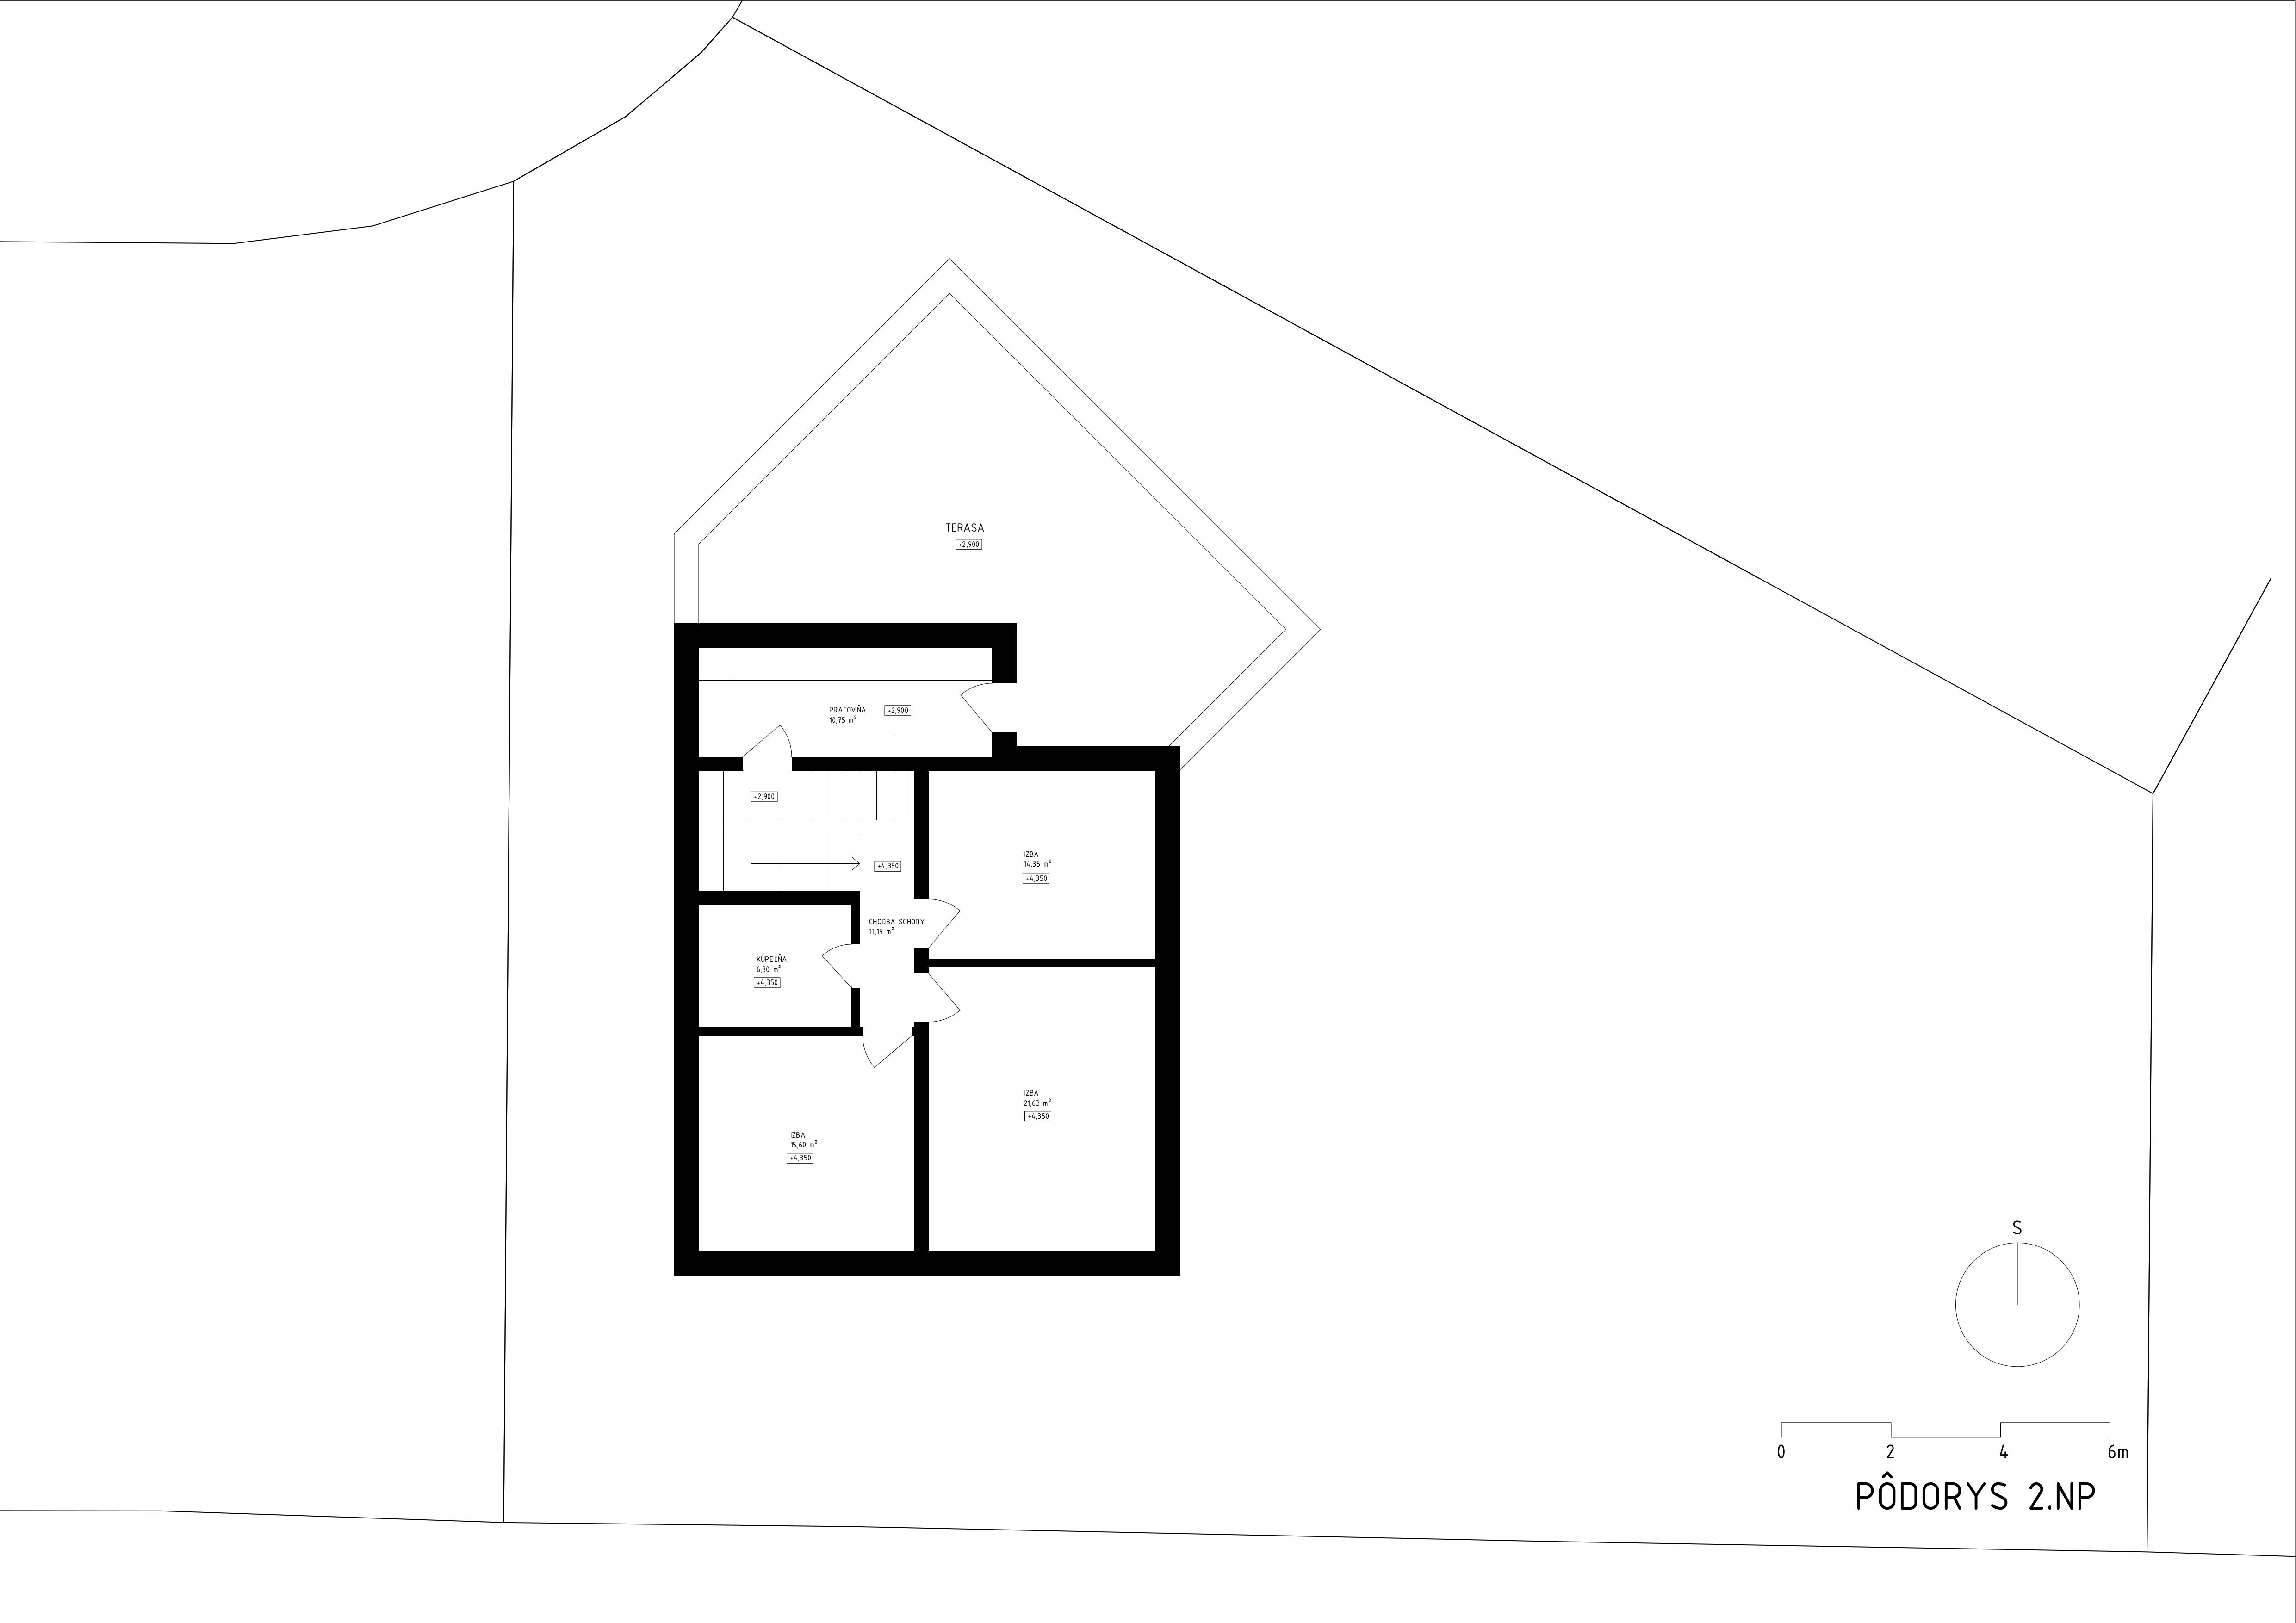 TERASA
+2,900
PRACOVŇA
10,75 m²
+2,900
+2,900
+4,350
IZBA
14,35 m²
+4,350
CHODBA SCHODY
11,19 m²
KÚPEĽŇA
6,30 m²
+4,350
IZBA
21,63 m²
+4,350
IZBA
15,60 m²
+4,350
S
0 2 4 6m
PÔDORYS 2.NP